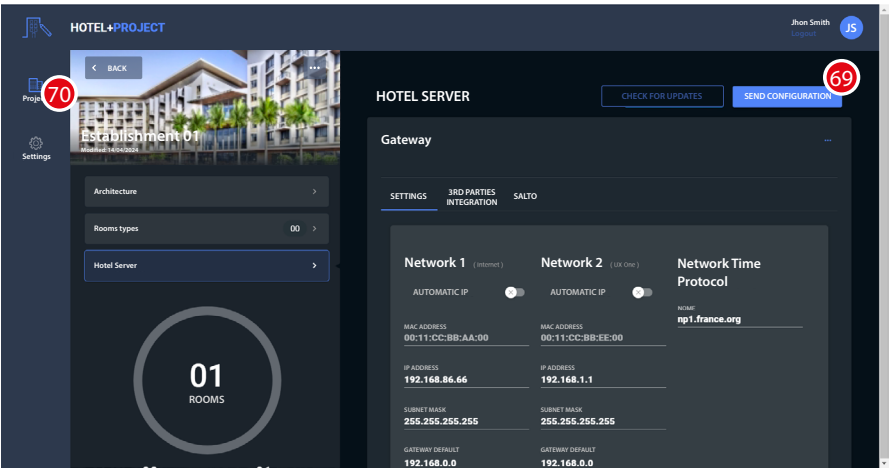 HOTEL+PROJECT
Jhon Smith
Logout
JS
BACK
...
69
70
HOTEL SERVER
CHECK FOR UPDATES
SEND CONFIGURATION
Establishment 01
Modified: 14/04/2024
Settings
Gateway
...
Architecture
Rooms types 00
Hotel Server
SETTINGS
3RD PARTIES
INTEGRATION
SALTO
Network 1 ( Internet )
Network 2 ( UX One )
Network Time
Protocol
AUTOMATIC IP
AUTOMATIC IP
NOME
np1.france.org
MAC ADDRESS
00:11:CC:BB:AA:00
MAC ADDRESS
00:11:CC:BB:EE:00
IP ADDRESS
192.168.86.66
IP ADDRESS
192.168.1.1
SUBNET MASK
255.255.255.255
SUBNET MASK
255.255.255.255
GATEWAY DEFAULT
192.168.0.0
GATEWAY DEFAULT
192.168.0.0
01
ROOMS